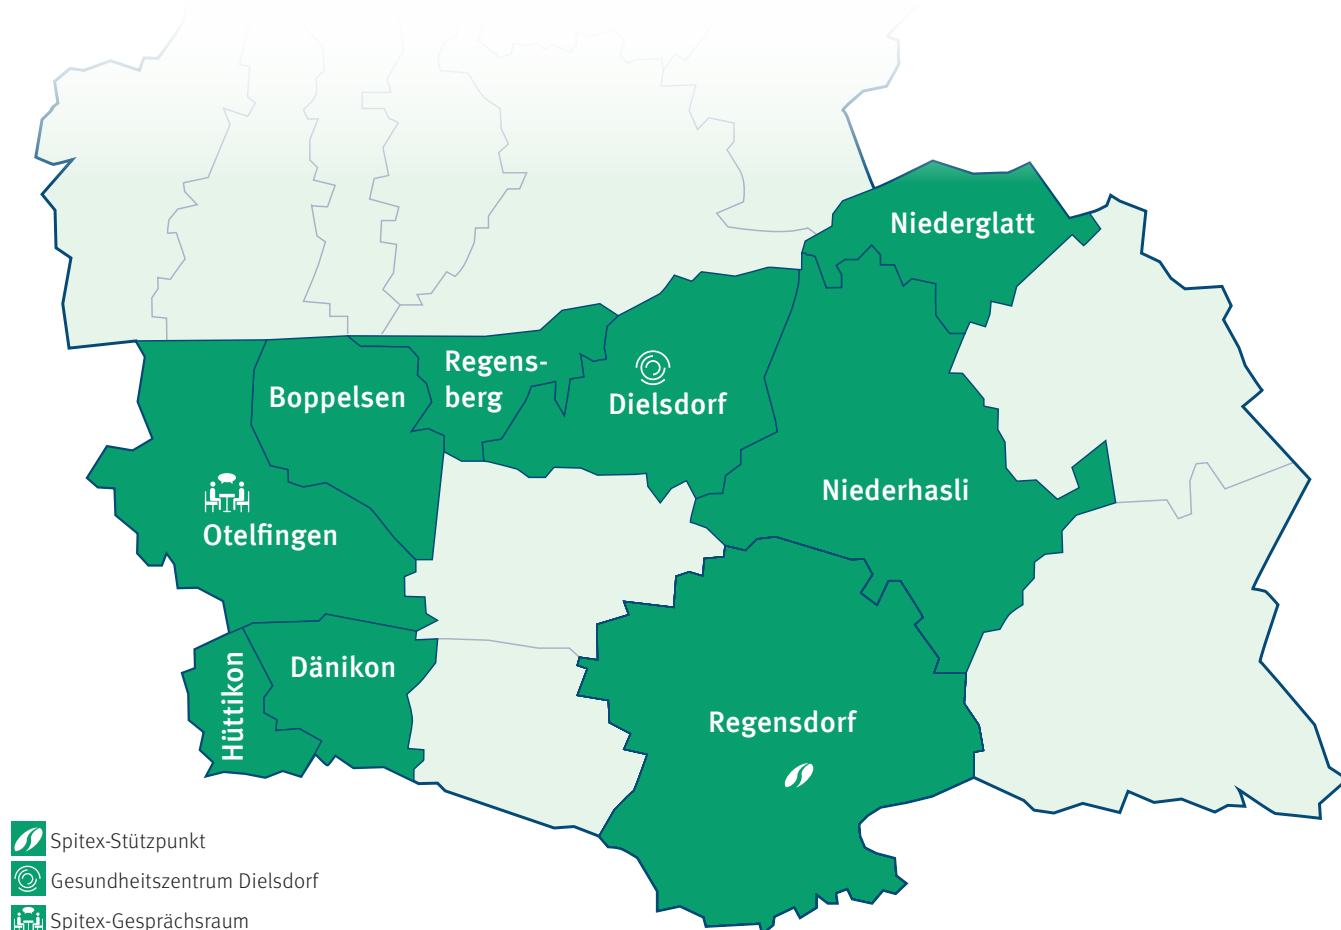 Niederglatt
Regens-
berg
Boppelsen
Dielsdorf
Niederhasli
Otelfingen
Dänikon
Hüttikon
Regensdorf
Spitex-Stützpunkt
Gesundheitszentrum Dielsdorf
Spitex-Gesprächsraum